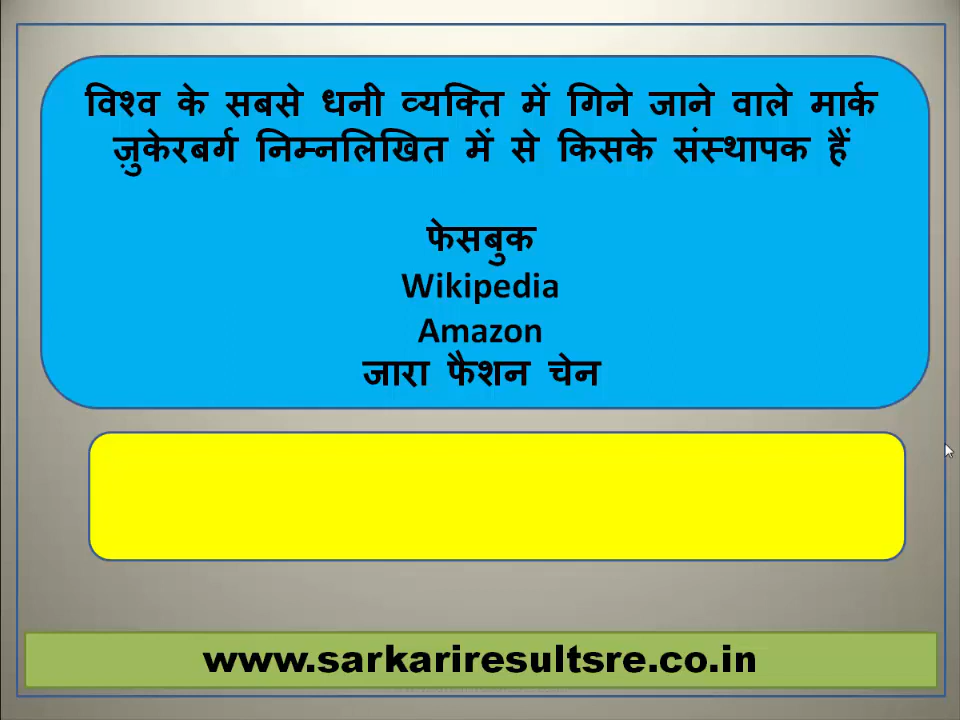 विश्व के सबसे धनी व्यक्ति में गिने जाने वाले मार्क
ज़ुकेरबर्ग निम्नलिखित में से किसके संस्थापक हैं
फेसबुक
Wikipedia
Amazon
जारा फैशन चेन
www.sarkariresultsre.co.in